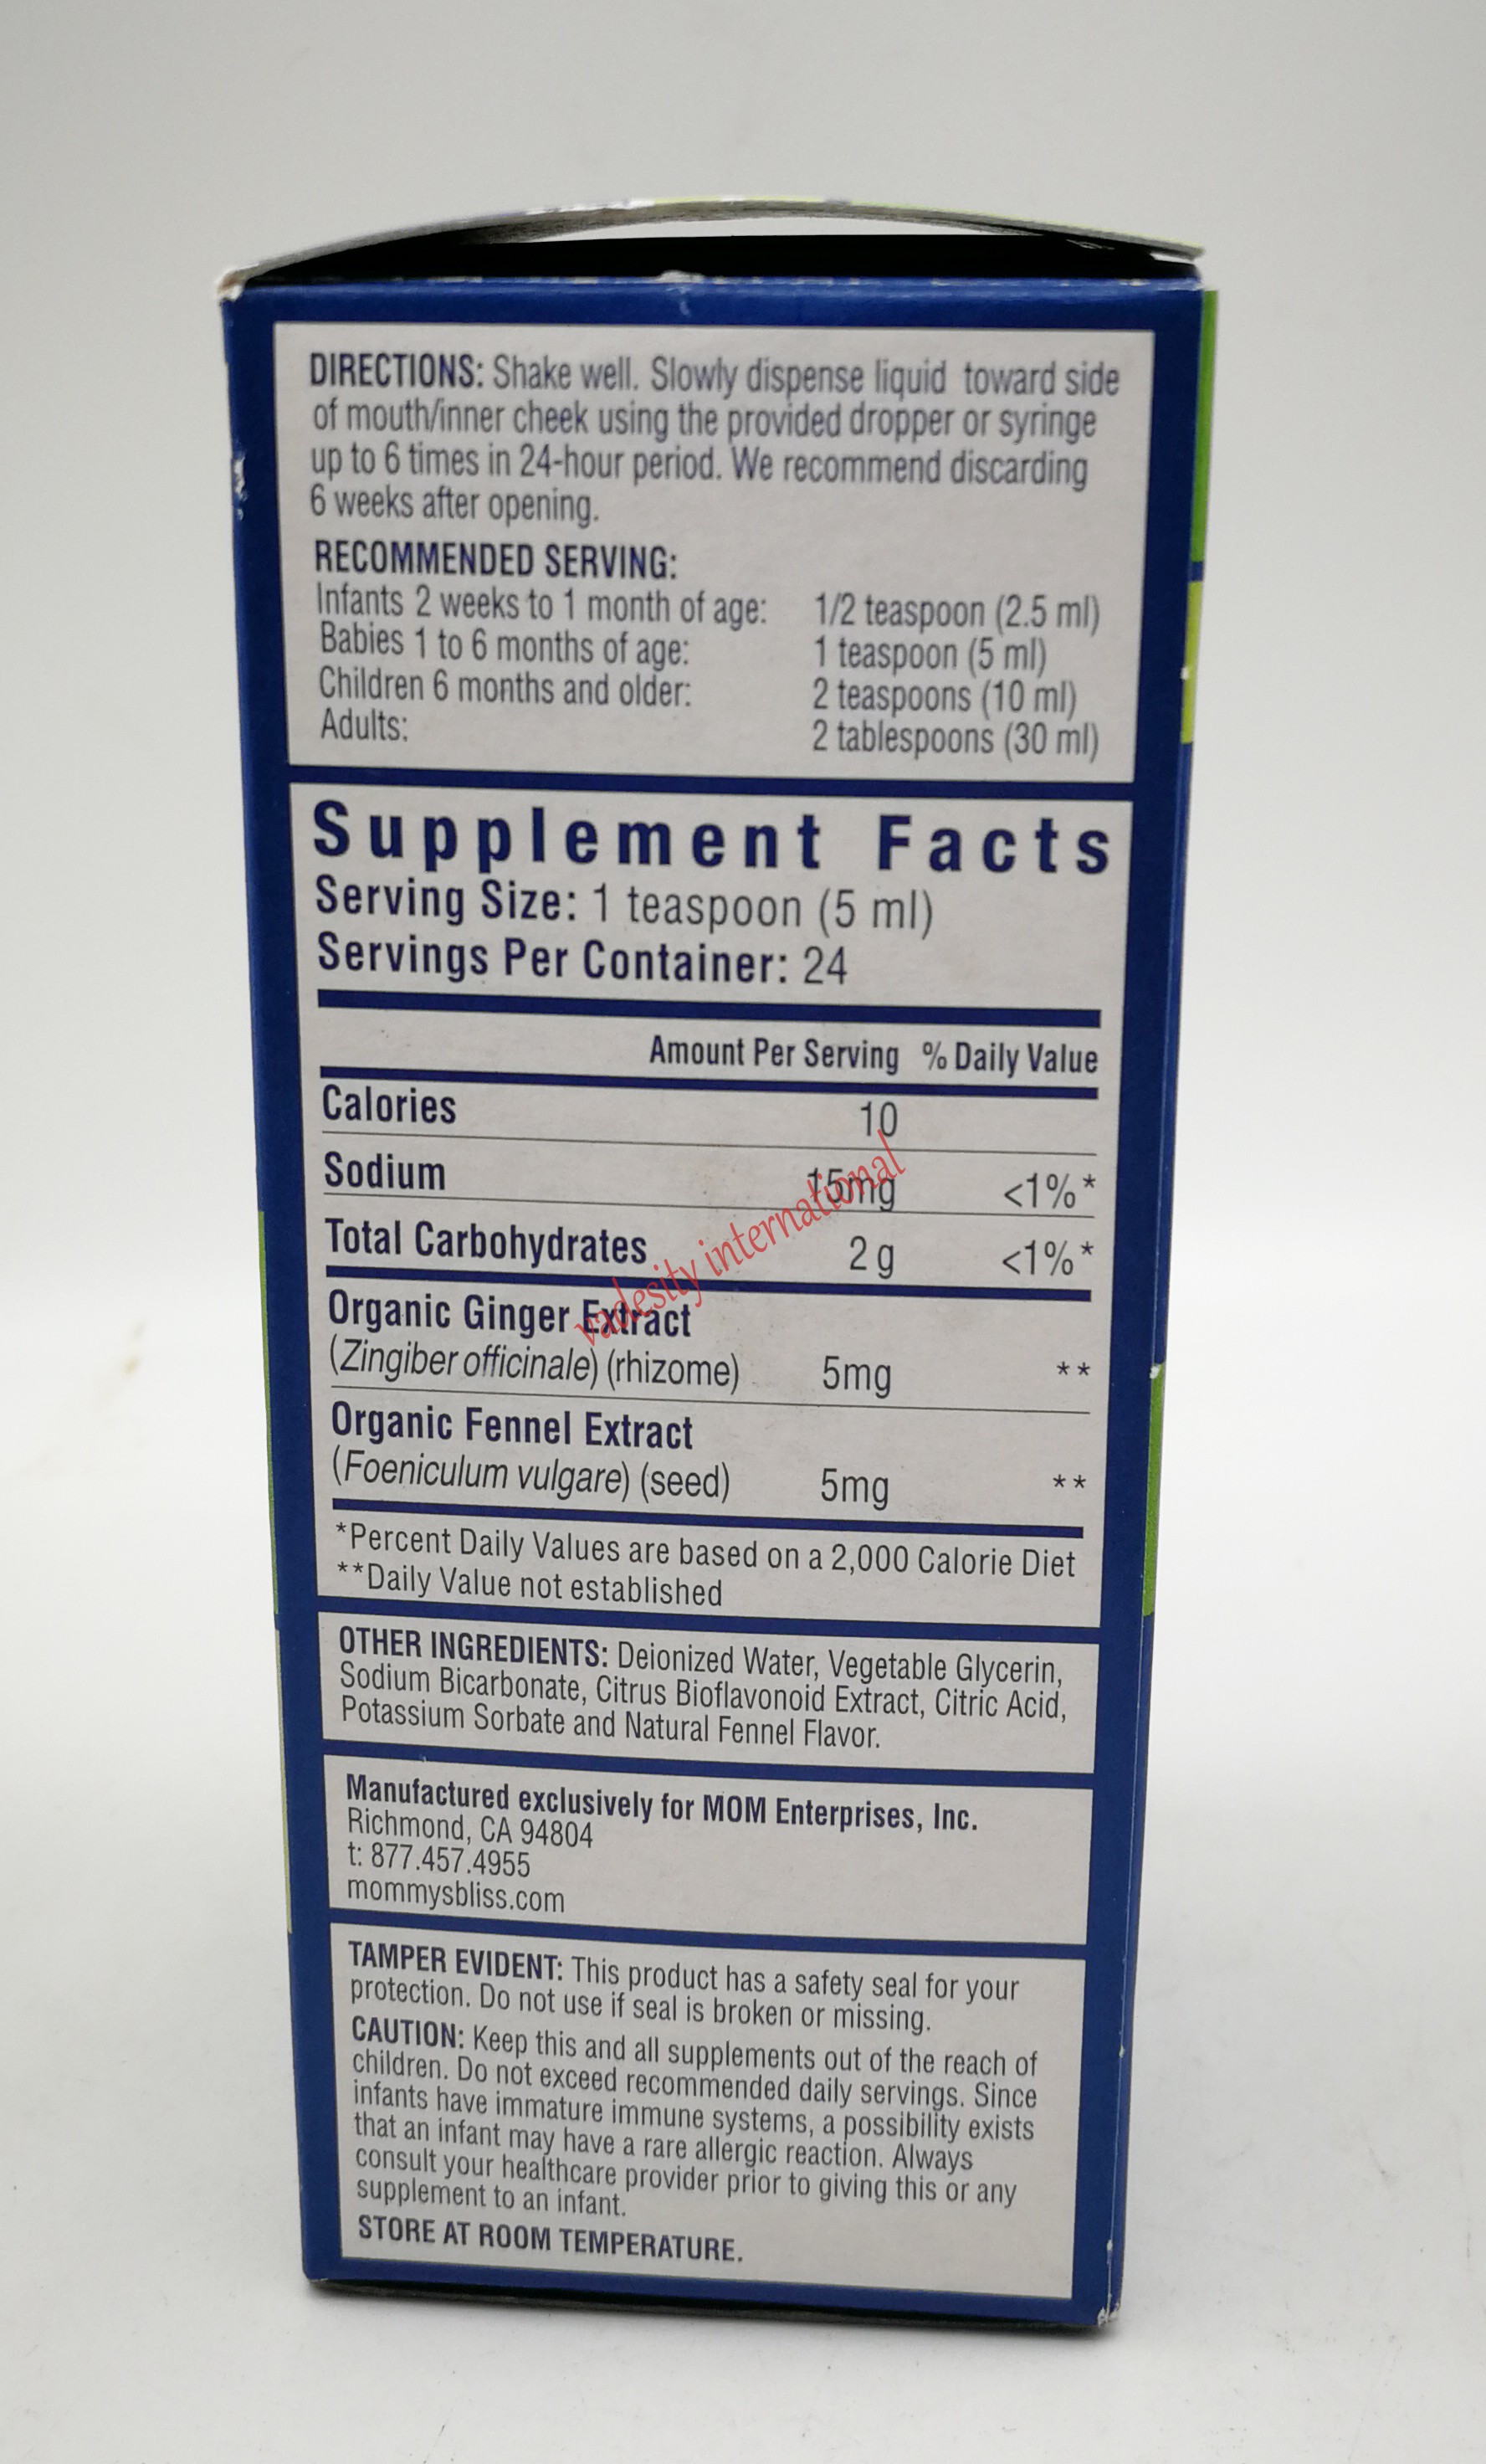 DIRECTIONS: Shake well. Slowly dispense liquid toward side
of mouth/inner cheek using the provided dropper or syringe
up to 6 times in 24-hour period. We recommend discarding
6 weeks after opening.
RECOMMENDED SERVING:
Infants 2 weeks to 1 month of age: 1/2 teaspoon (2.5 ml)
Babies 1 to 6 months of age: 1 teaspoon (5 ml)
Children 6 months and older: 2 teaspoons (10 ml)
Adults: 2 tablespoons (30 ml)
Supplement Facts
Serving Size: 1 teaspoon (5 ml)
Servings Per Container: 24
Amount Per Serving % Daily Value
Calories 10
Sodium 15mg <1%*
Total Carbohydrates 2 g <1%*
vadesity international
Organic Ginger Extract
(Zingiber officinale) (rhizome) 5mg **
Organic Fennel Extract
(Foeniculum vulgare) (seed) 5mg **
*Percent Daily Values are based on a 2,000 Calorie Diet
**Daily Value not established
OTHER INGREDIENTS: Deionized Water, Vegetable Glycerin,
Sodium Bicarbonate, Citrus Bioflavonoid Extract, Citric Acid,
Potassium Sorbate and Natural Fennel Flavor.
Manufactured exclusively for MOM Enterprises, Inc.
Richmond, CA 94804
t: 877.457.4955
mommysbliss.com
TAMPER EVIDENT: This product has a safety seal for your
protection. Do not use if seal is broken or missing.
CAUTION: Keep this and all supplements out of the reach of
children. Do not exceed recommended daily servings. Since
infants have immature immune systems, a possibility exists
that an infant may have a rare allergic reaction. Always
consult your healthcare provider prior to giving this or any
supplement to an infant.
STORE AT ROOM TEMPERATURE.